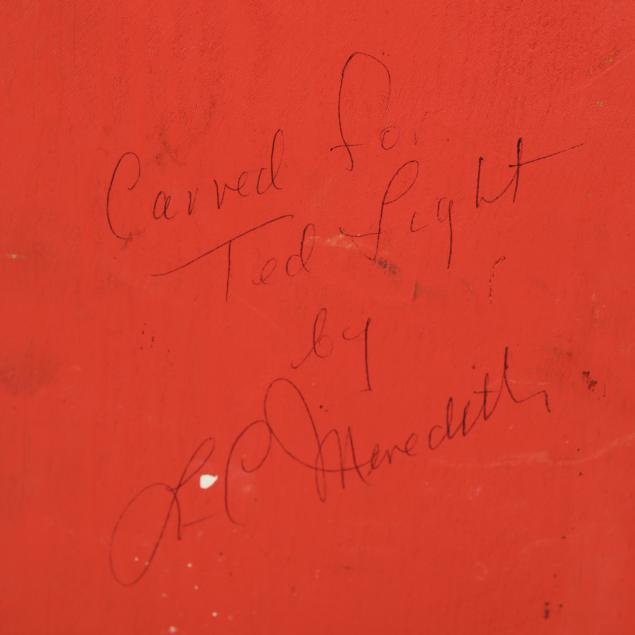 Carved for
Ted Light
by
L. C. Meredith